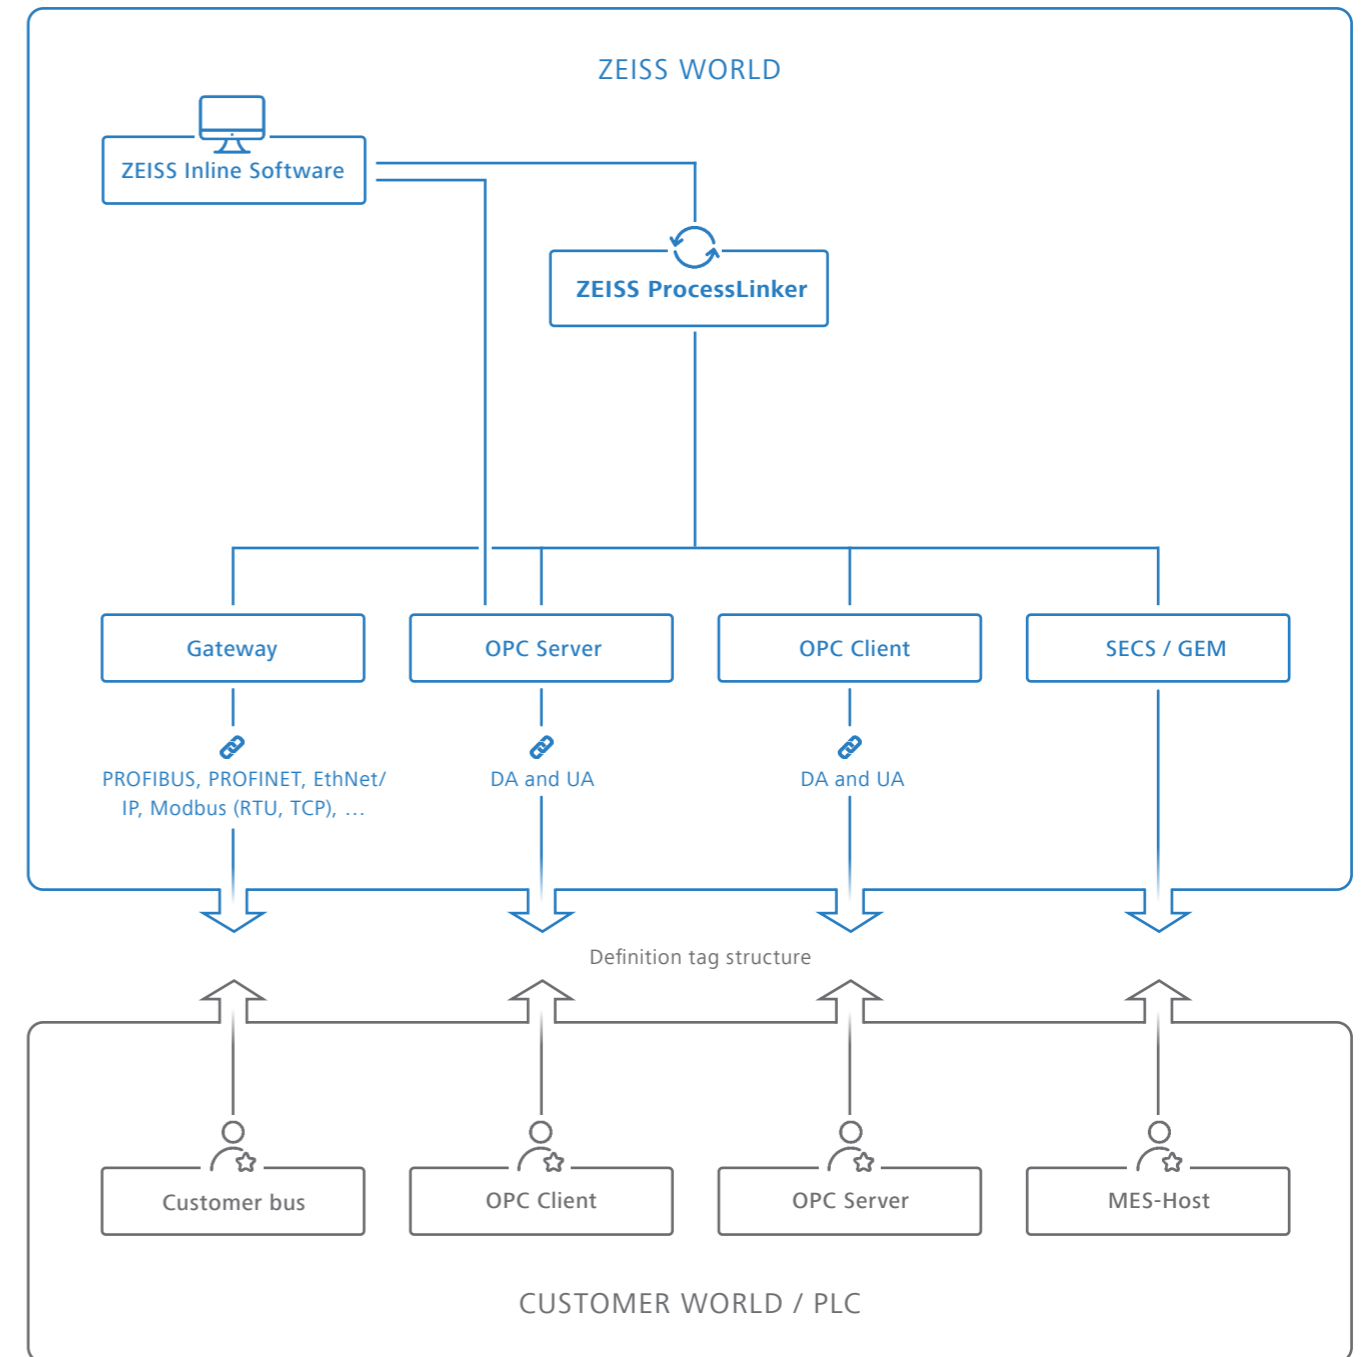 ZEISS WORLD
ZEISS Inline Software
ZEISS ProcessLinker
Gateway
OPC Server
OPC Client
SECS / GEM
PROFIBUS, PROFINET, EthNet/
IP, Modbus (RTU, TCP), …
DA and UA
DA and UA
Definition tag structure
Customer bus
OPC Client
OPC Server
MES-Host
CUSTOMER WORLD / PLC